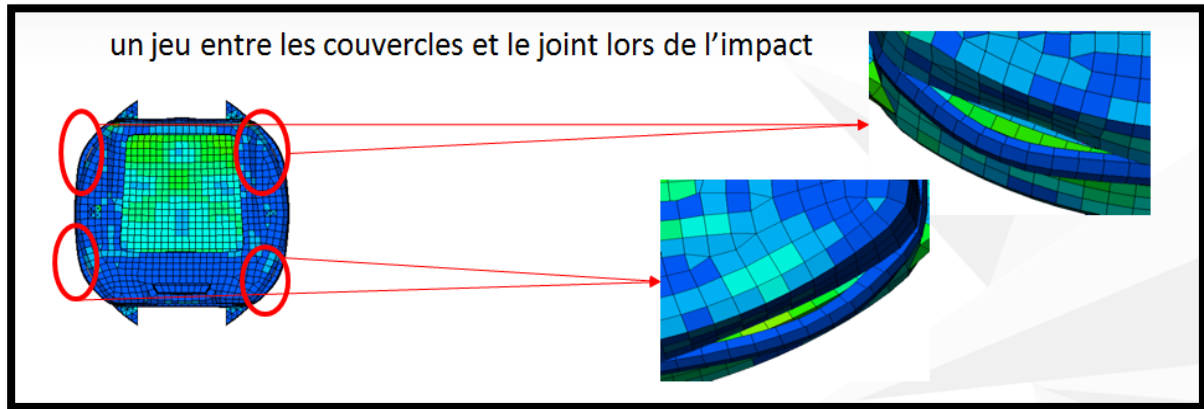 un jeu entre les couvercles et le joint lors de l’impact